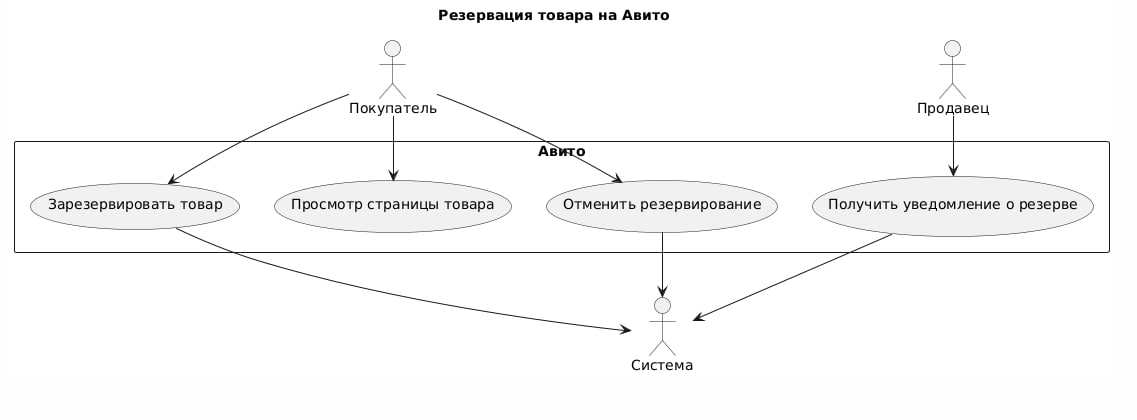 Резервация товара на Авито
Покупатель
Продавец
Авито
Зарезервировать товар
Просмотр страницы товара
Отменить резервирование
Получить уведомление о резерве
Система